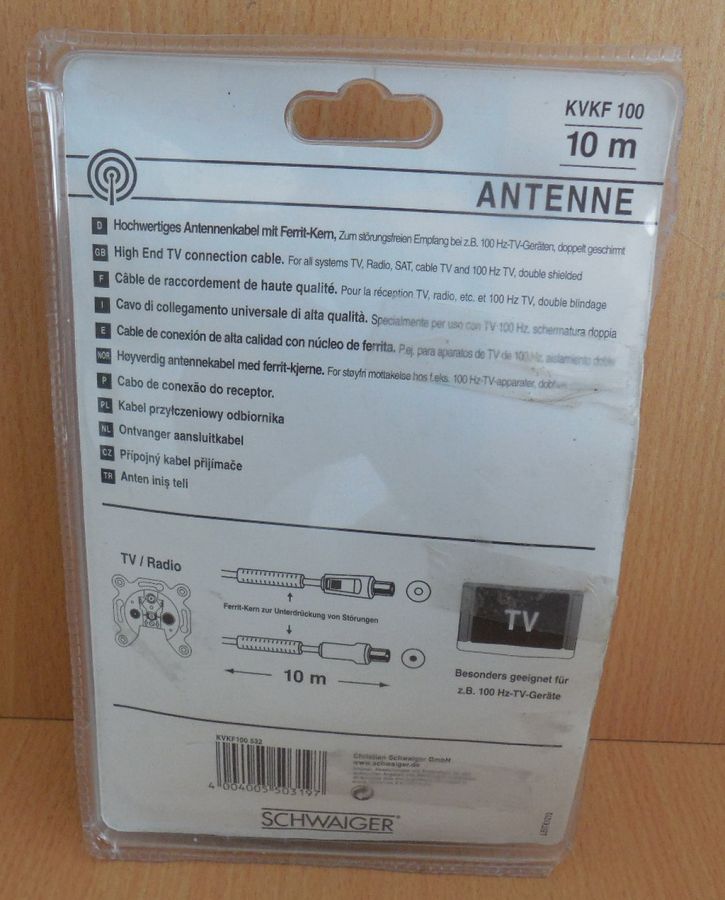 KVKF 100
10 m
ANTENNE
D Hochwertiges Antennenkabel mit Ferrit-Kern, Zum störungsfreien Empfang bei z.B. 100 Hz-TV-Geräten, doppelt geschirmt
GB High End TV connection cable. For all systems TV, Radio, SAT, cable TV and 100 Hz TV, double shielded
F Câble de raccordement de haute qualité. Pour la réception TV, radio, etc. et 100 Hz TV, double blindage
I Cavo di collegamento universale di alta qualità. Specialmente per uso con TV 100 Hz, schermatura doppia
E Cable de conexión de alta calidad con núcleo de ferrita. P.ej. para aparatos de TV de 100 Hz, aislamiento doble
NOR Høyverdig antennekabel med ferrit-kjerne. For støyfri mottakelse hos f.eks. 100 Hz-TV-apparater,
P Cabo de conexão do receptor.
PL Kabel przyłczeniowy odbiornika
NL Ontvanger aansluitkabel
CZ Přípojný kabel přijímače
TR Anten iniş teli
TV / Radio
Ferrit-Kern zur Unterdrückung von Störungen
10 m
TV
Besonders geeignet für
z.B. 100 Hz-TV-Geräte
KVKF100 532
4 004005 503197
Christian Schwaiger GmbH
www.schwaiger.de
SCHWAIGER®